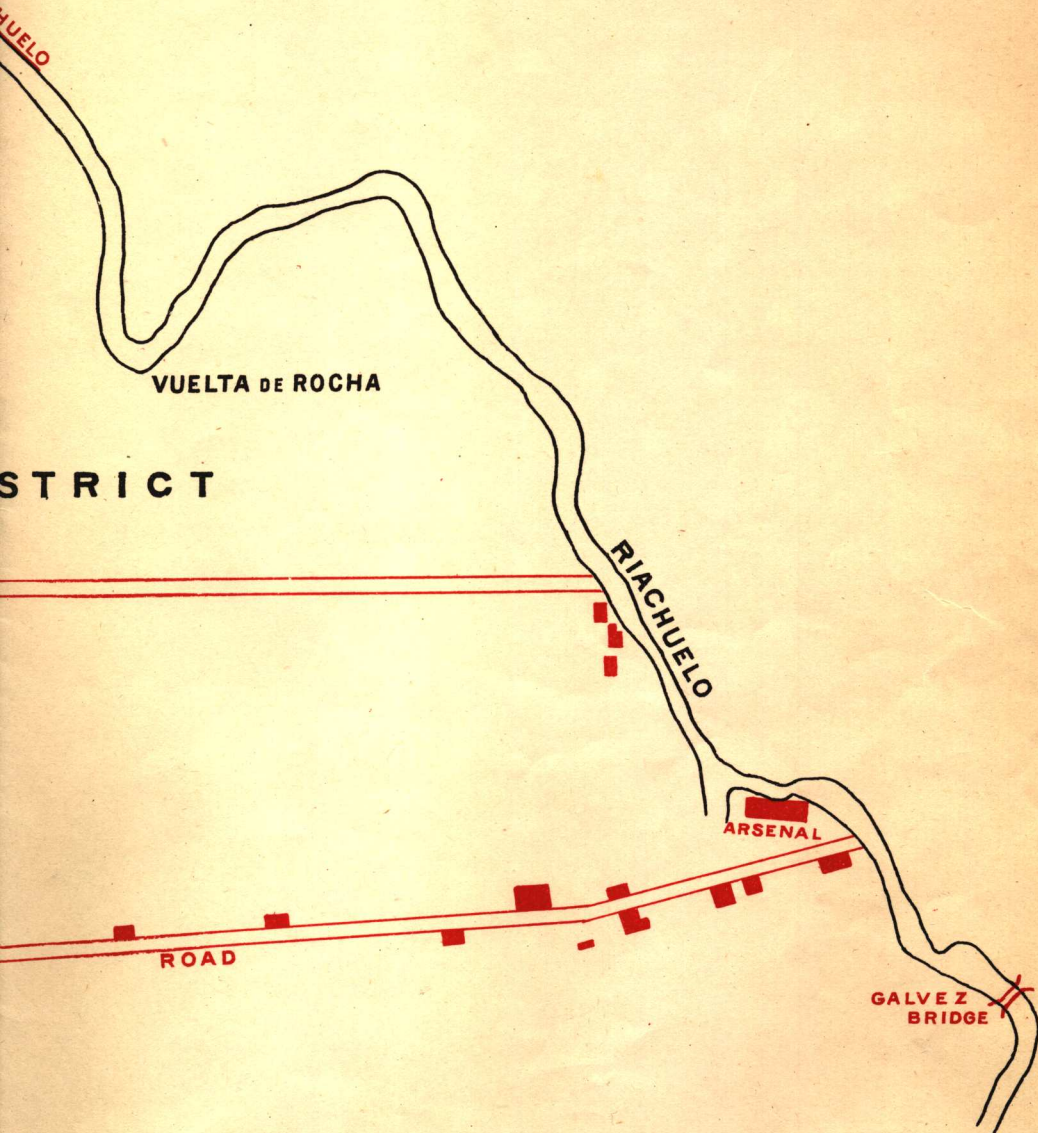 HUELO
VUELTA DE ROCHA
STRICT
RIACHUELO
ARSENAL
ROAD
GALVEZ
BRIDGE